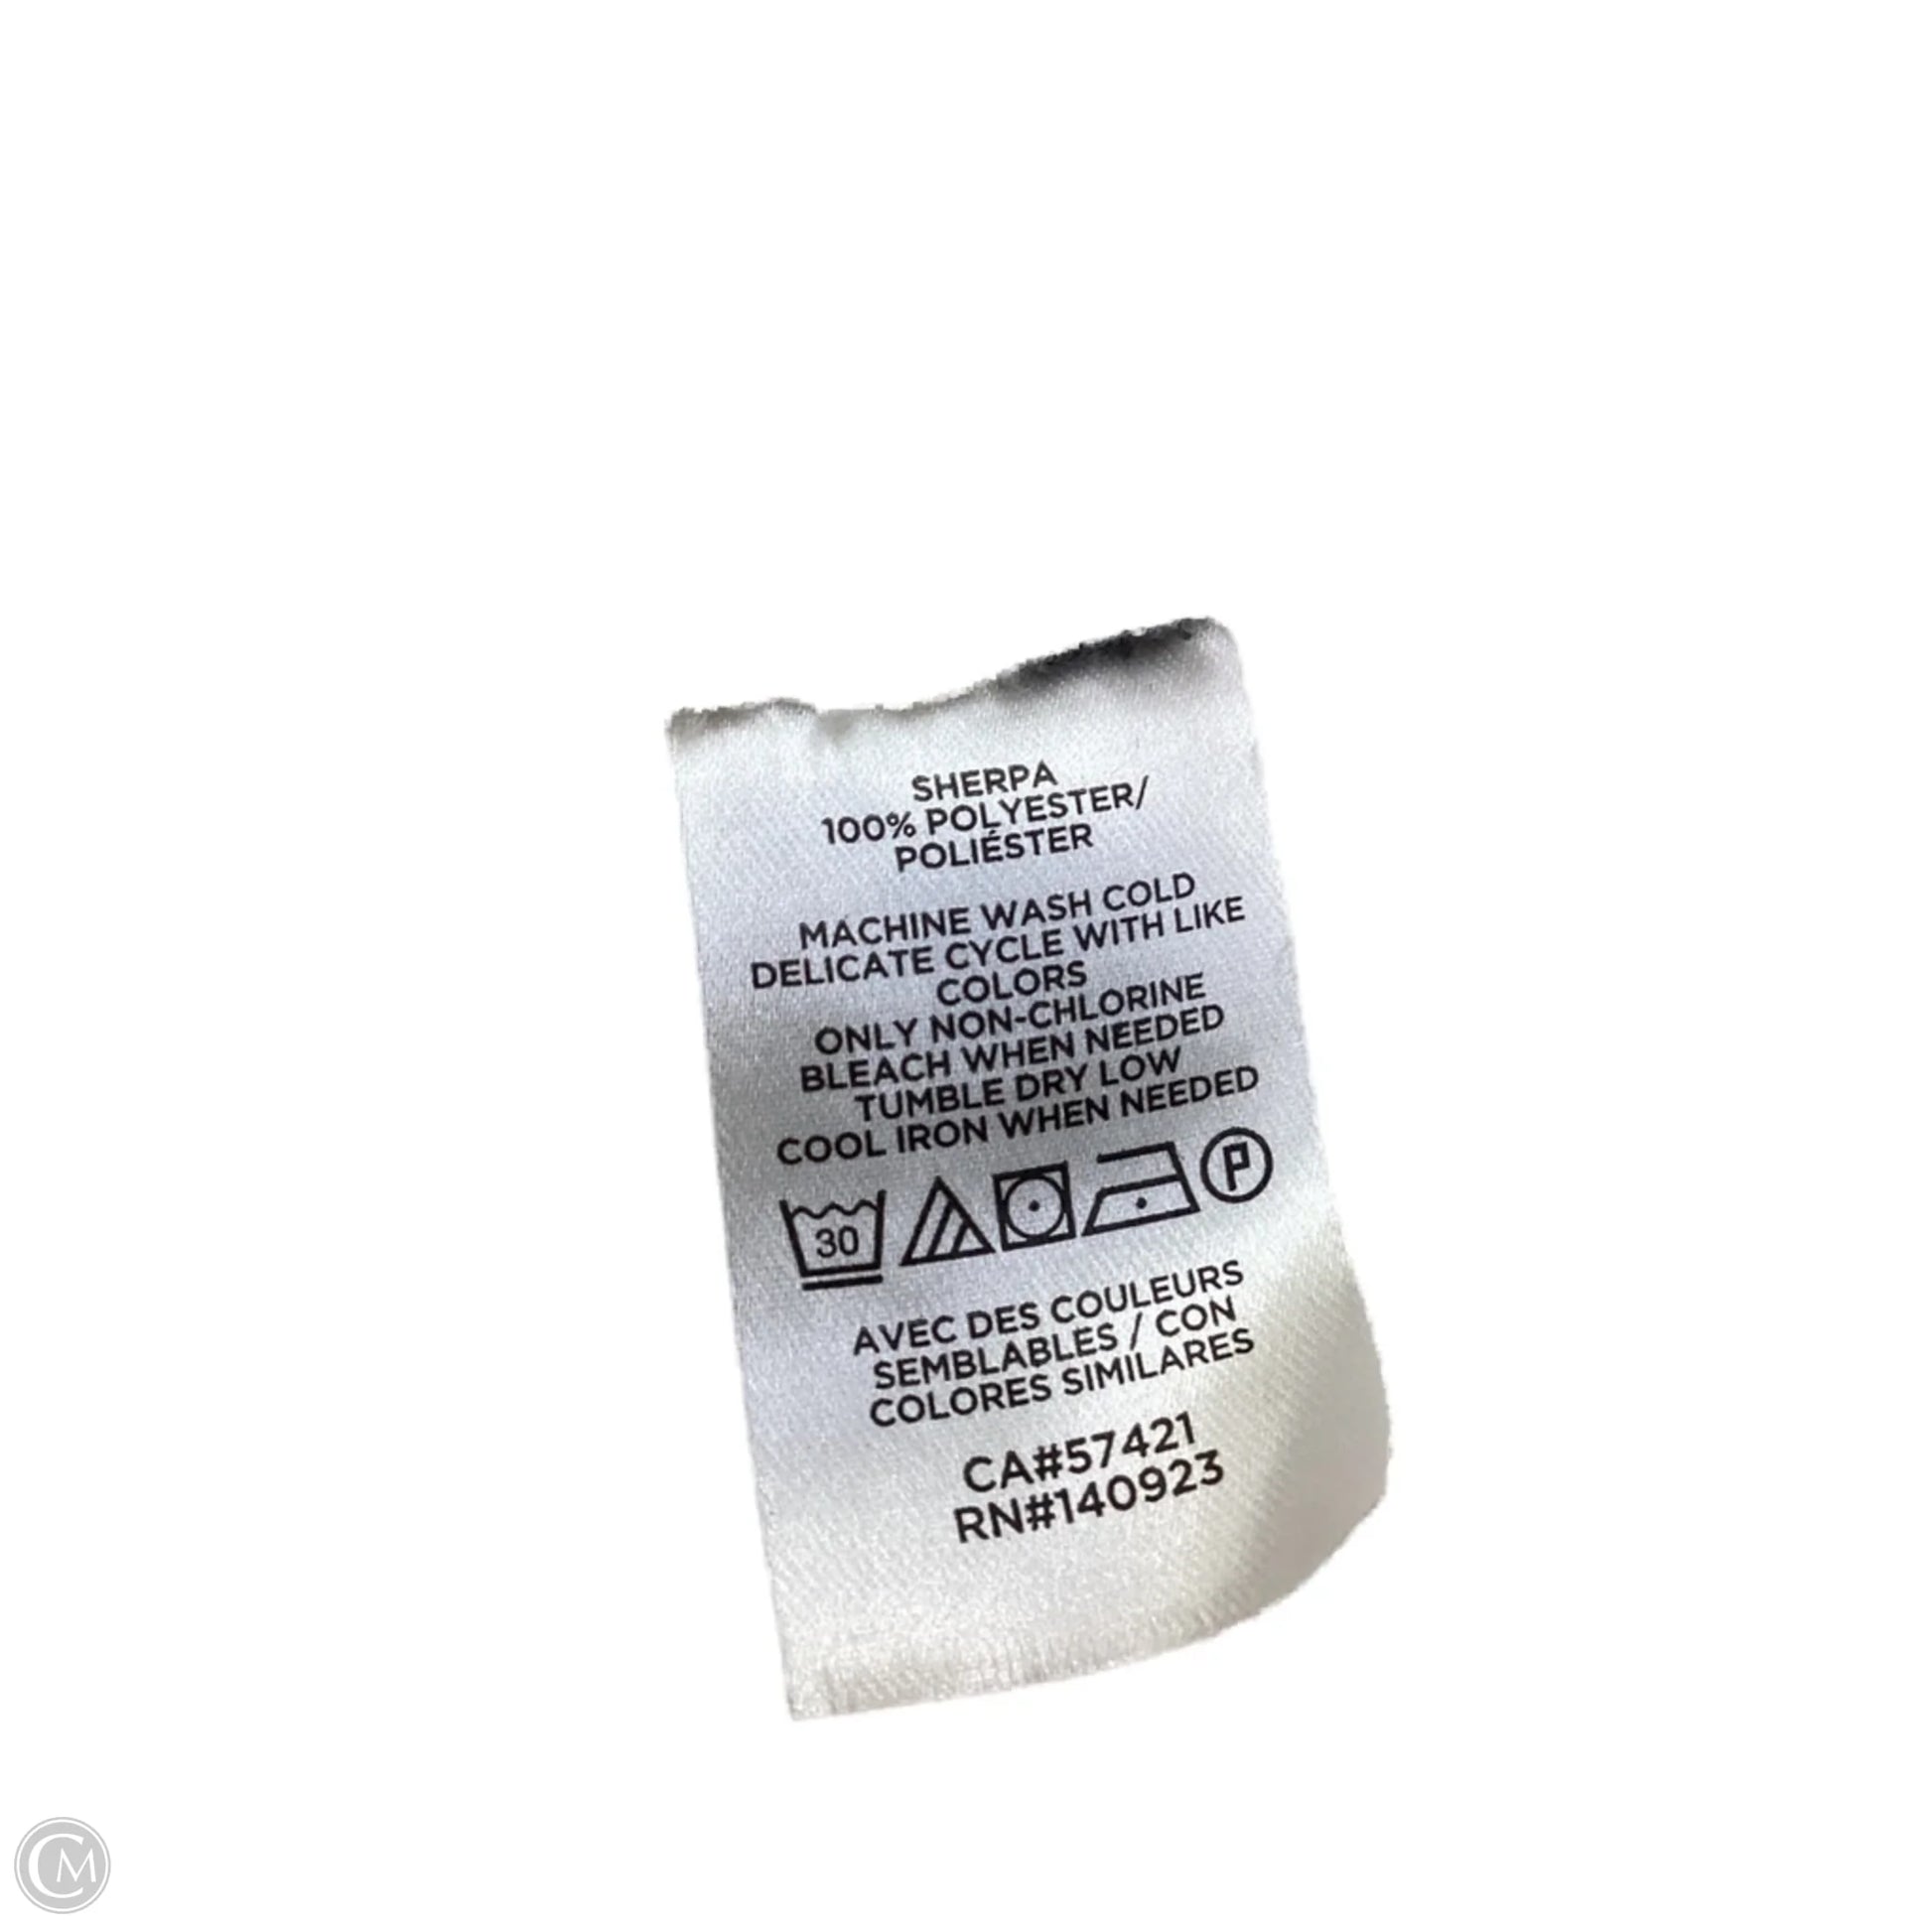 SHERPA
100% POLYESTER/
POLIÉSTER
MACHINE WASH COLD
DELICATE CYCLE WITH LIKE
COLORS
ONLY NON-CHLORINE
BLEACH WHEN NEEDED
TUMBLE DRY LOW
COOL IRON WHEN NEEDED
30 P
AVEC DES COULEURS
SEMBLABLES / CON
COLORES SIMILARES
CA#57421
RN#140923
CM